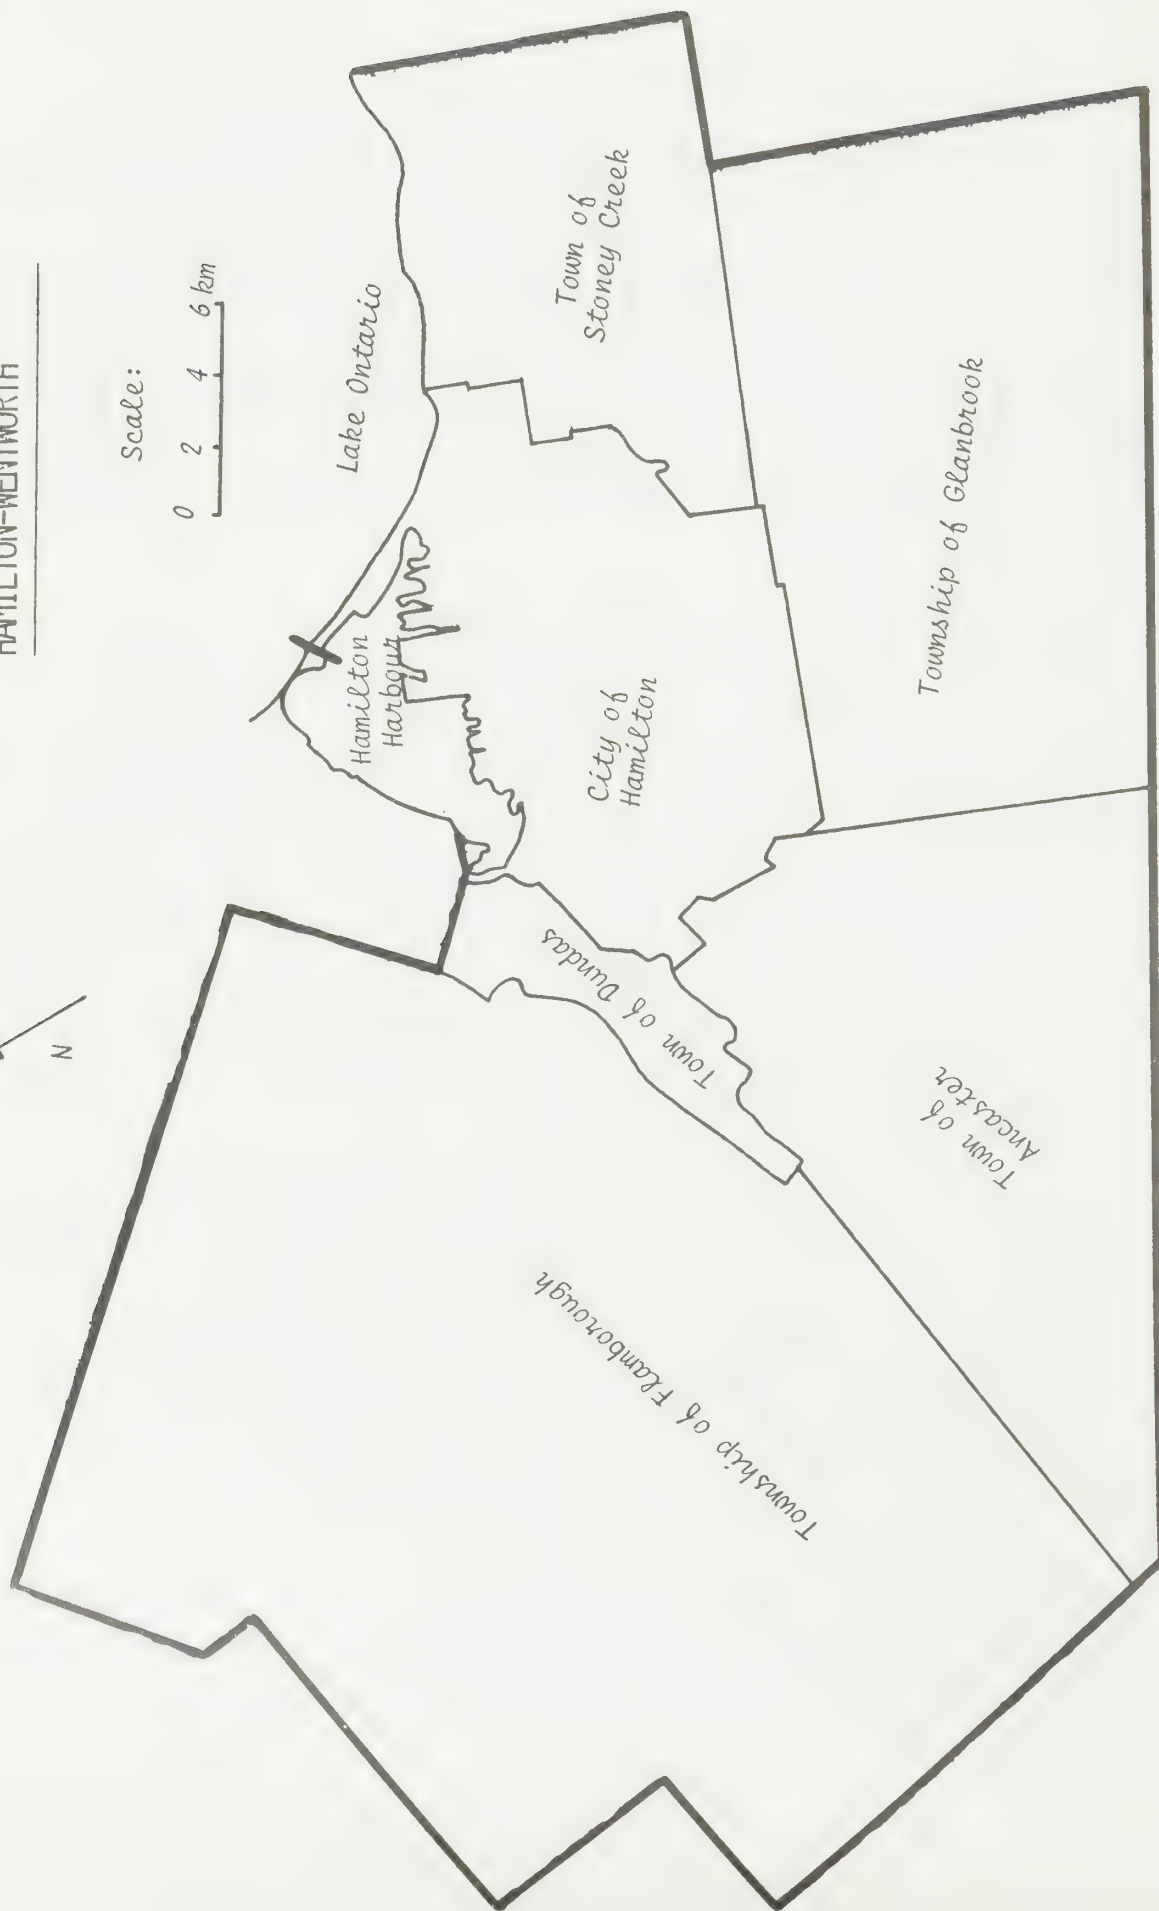 HAMILTON-WENTWORTH
Scale:
0 2 4 6 km
N
Lake Ontario
Hamilton
Harbour
Town of
Stoney Creek
City of
Hamilton
Town of Dundas
Township of Flamborough
Township of Glanbrook
Town of
Ancaster